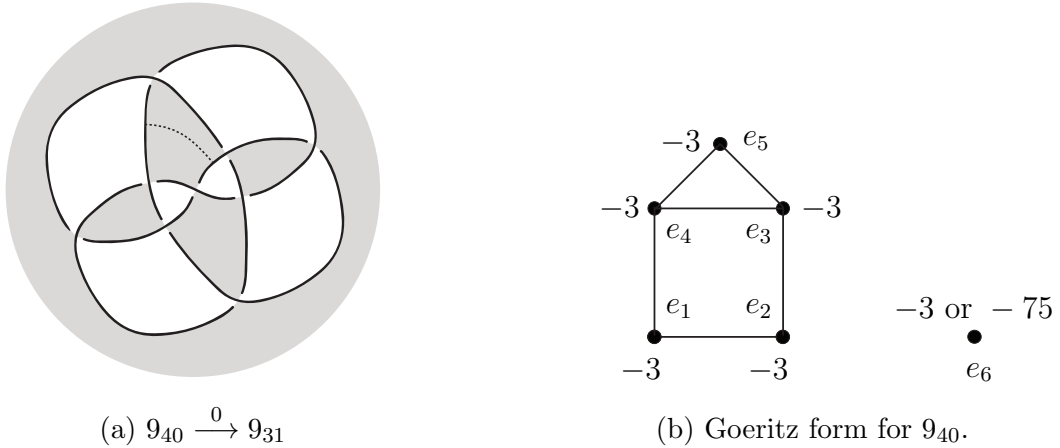 −3 e₅
−3 −3
e₄ e₃
e₁ e₂
−3 or − 75
−3 −3 e₆
(a) 9₄₀ —0→ 9₃₁
(b) Goeritz form for 9₄₀.